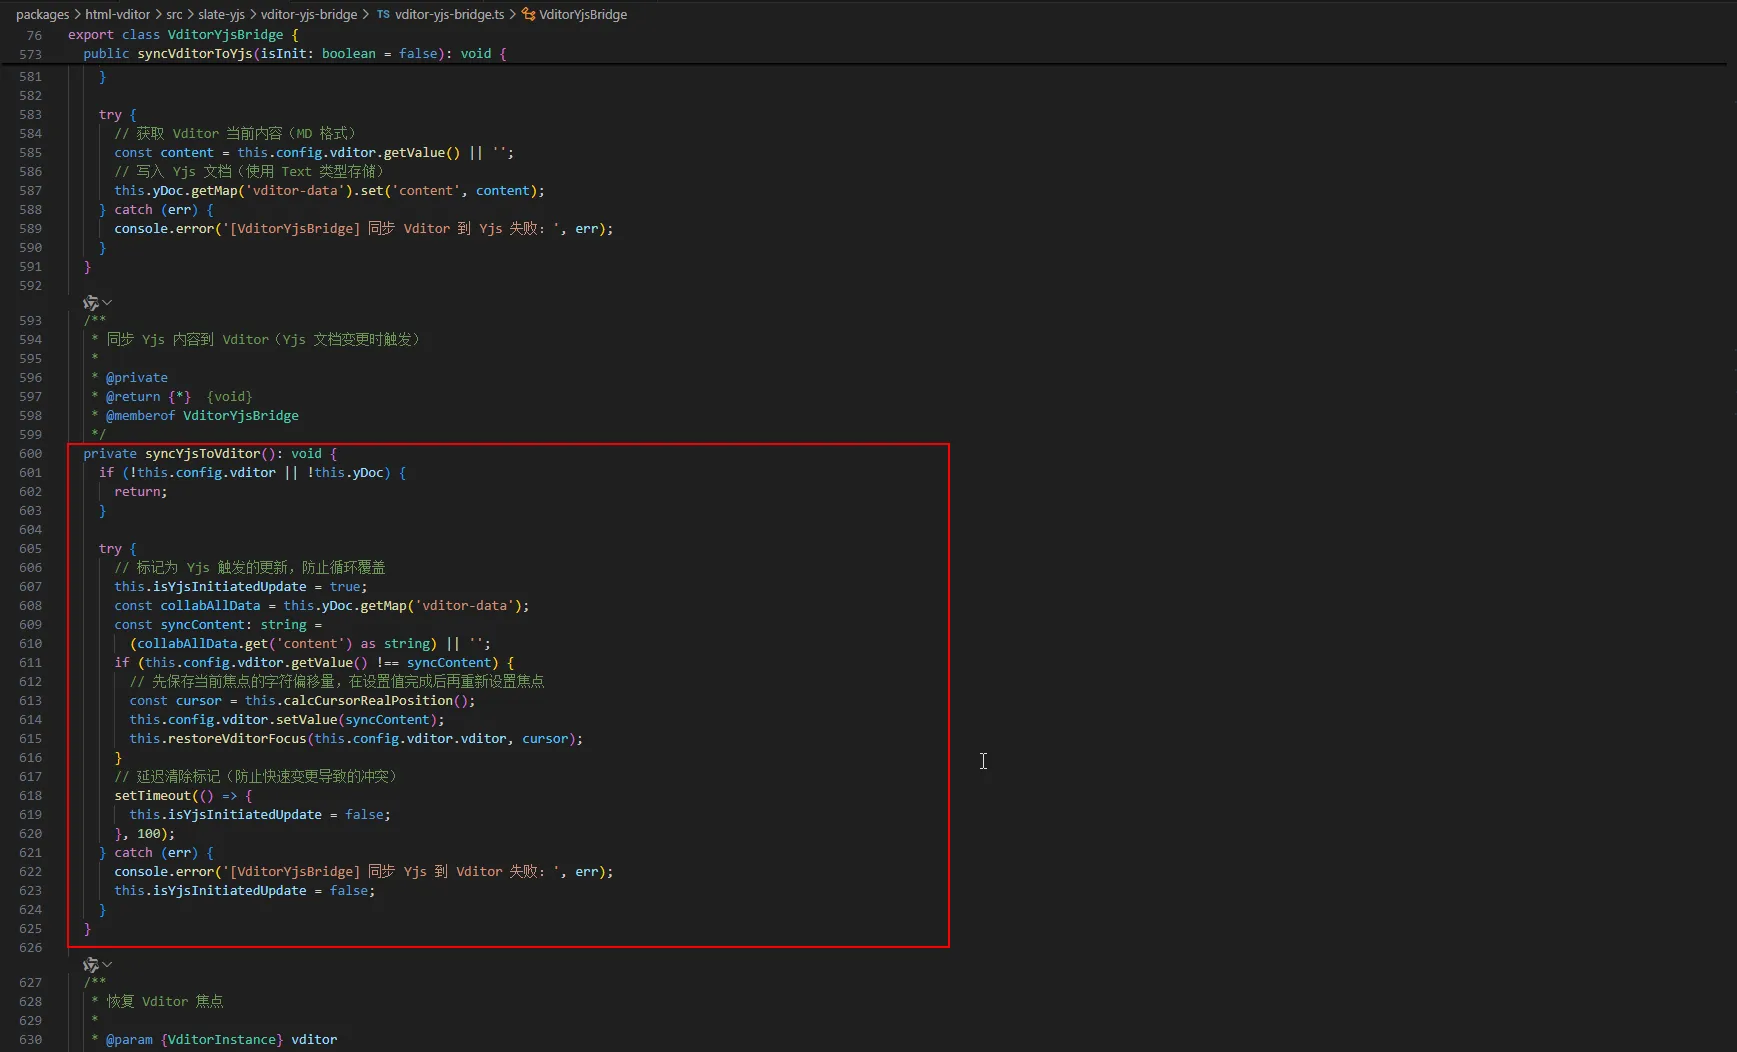 packages > html-vditor > src > slate-yjs > vditor-yjs-bridge > TS vditor-yjs-bridge.ts > VditorYjsBridge
76 export class VditorYjsBridge {
573 public syncVditorToYjs(isInit: boolean = false): void {
581 }
582
583 try {
584 // 获取 Vditor 当前内容（MD 格式）
585 const content = this.config.vditor.getValue() || '';
586 // 写入 Yjs 文档（使用 Text 类型存储）
587 this.yDoc.getMap('vditor-data').set('content', content);
588 } catch (err) {
589 console.error('[VditorYjsBridge] 同步 Vditor 到 Yjs 失败：', err);
590 }
591 }
592
593 /**
594 * 同步 Yjs 内容到 Vditor（Yjs 文档变更时触发）
595 *
596 * @private
597 * @return {*}  {void}
598 * @memberof VditorYjsBridge
599 */
600 private syncYjsToVditor(): void {
601 if (!this.config.vditor || !this.yDoc) {
602 return;
603 }
604
605 try {
606 // 标记为 Yjs 触发的更新，防止循环覆盖
607 this.isYjsInitiatedUpdate = true;
608 const collabAllData = this.yDoc.getMap('vditor-data');
609 const syncContent: string =
610 (collabAllData.get('content') as string) || '';
611 if (this.config.vditor.getValue() !== syncContent) {
612 // 先保存当前焦点的字符偏移量，在设置值完成后再重新设置焦点
613 const cursor = this.calcCursorRealPosition();
614 this.config.vditor.setValue(syncContent);
615 this.restoreVditorFocus(this.config.vditor.vditor, cursor);
616 }
617 // 延迟清除标记（防止快速变更导致的冲突）
618 setTimeout(() => {
619 this.isYjsInitiatedUpdate = false;
620 }, 100);
621 } catch (err) {
622 console.error('[VditorYjsBridge] 同步 Yjs 到 Vditor 失败：', err);
623 this.isYjsInitiatedUpdate = false;
624 }
625 }
626
627 /**
628 * 恢复 Vditor 焦点
629 *
630 * @param {VditorInstance} vditor